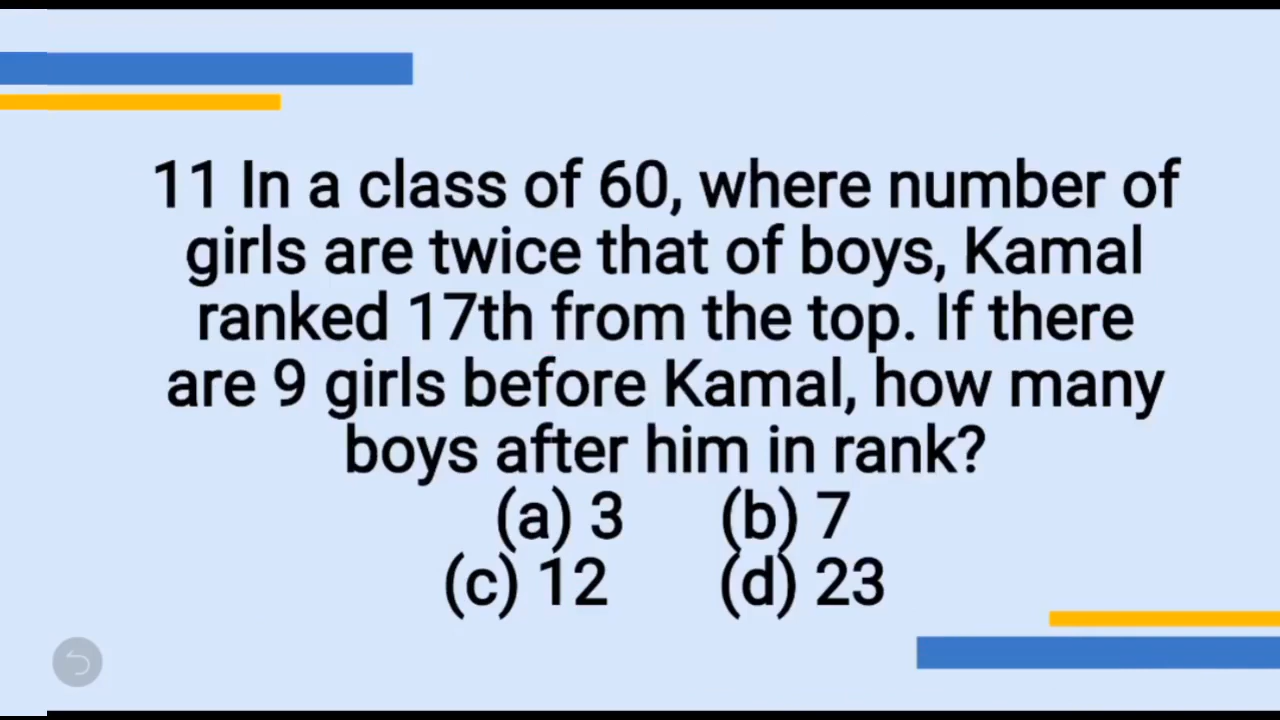 11 In a class of 60, where number of
girls are twice that of boys, Kamal
ranked 17th from the top. If there
are 9 girls before Kamal, how many
boys after him in rank?
(a) 3 (b) 7
(c) 12 (d) 23